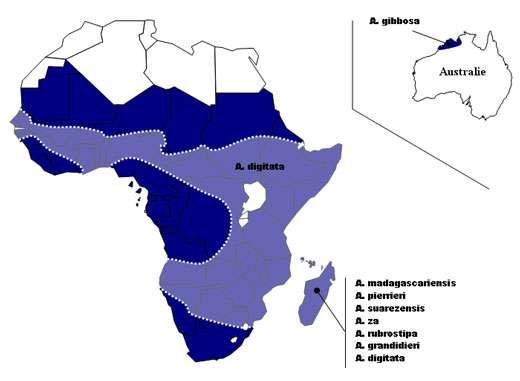 A. gibbosa
Australie
A. digitata
A. madagascariensis
A. pierrieri
A. suarezensis
A. za
A. rubrostipa
A. grandidieri
A. digitata